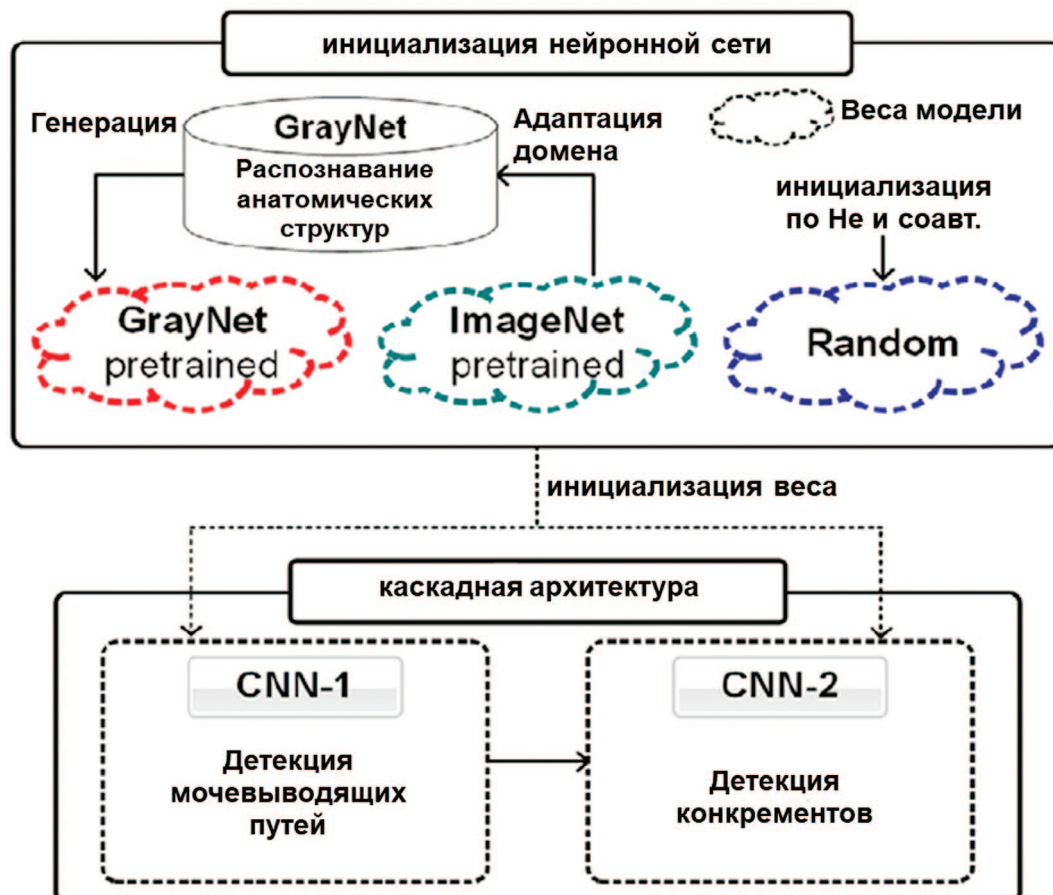 инициализация нейронной сети
Генерация
GrayNet
Распознавание
анатомических
структур
Адаптация
домена
Веса модели
инициализация
по Не и соавт.
GrayNet
pretrained
ImageNet
pretrained
Random
инициализация веса
каскадная архитектура
CNN-1
Детекция
мочевыводящих
путей
CNN-2
Детекция
конкрементов